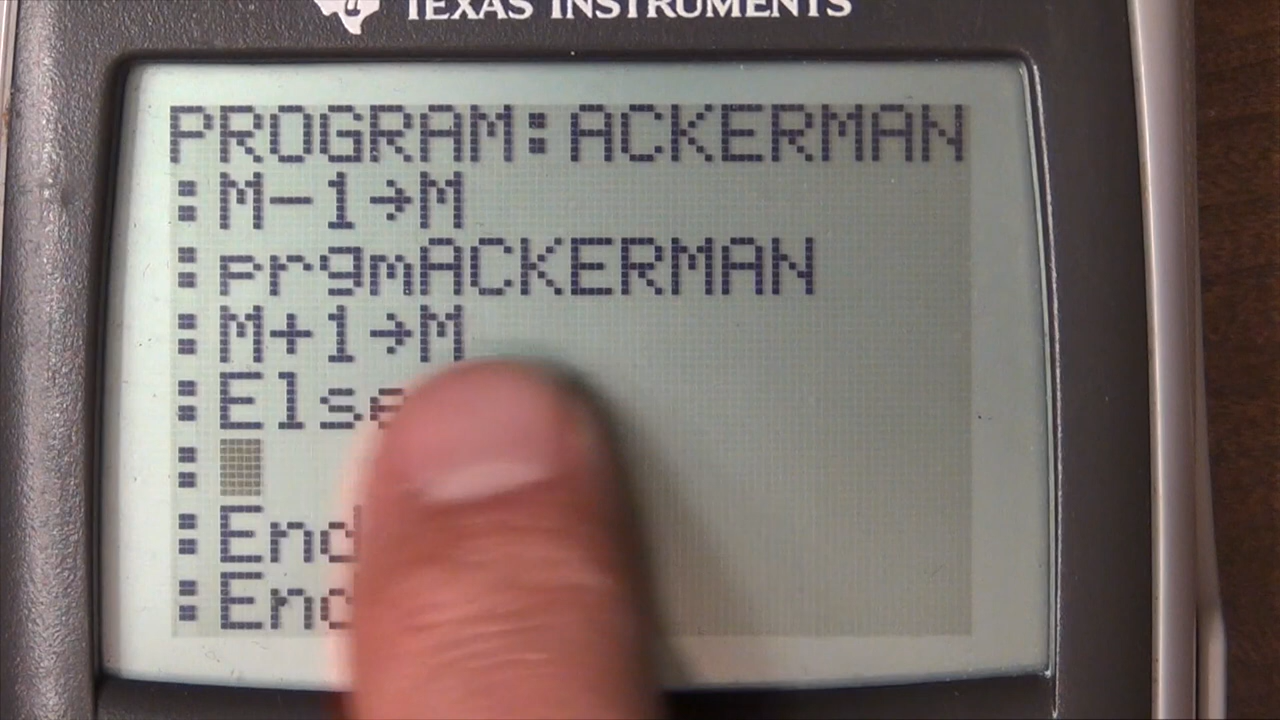 TEXAS INSTRUMENTS
PROGRAM:ACKERMAN
:M-1→M
:prgmACKERMAN
:M+1→M
:Else
:
:End
:End